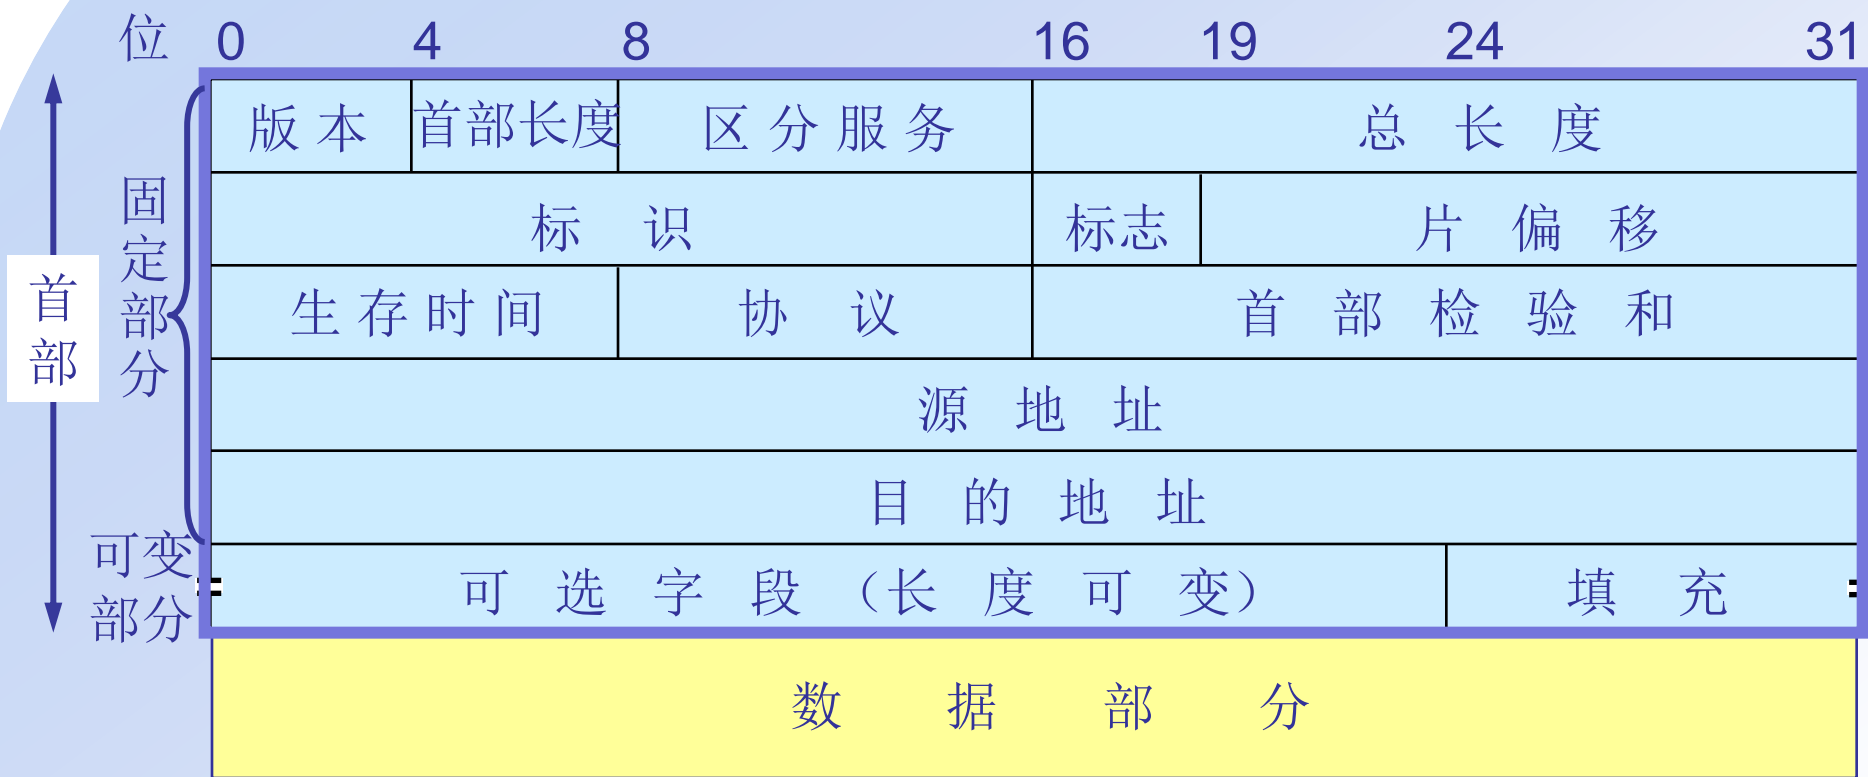 位 0 4 8 16 19 24 31
版本 首部长度 区分服务 总长度
标识 标志 片偏移
生存时间 协议 首部检验和
源地址
目的地址
可选字段（长度可变） 填充
数据部分
首部
固定部分
可变部分